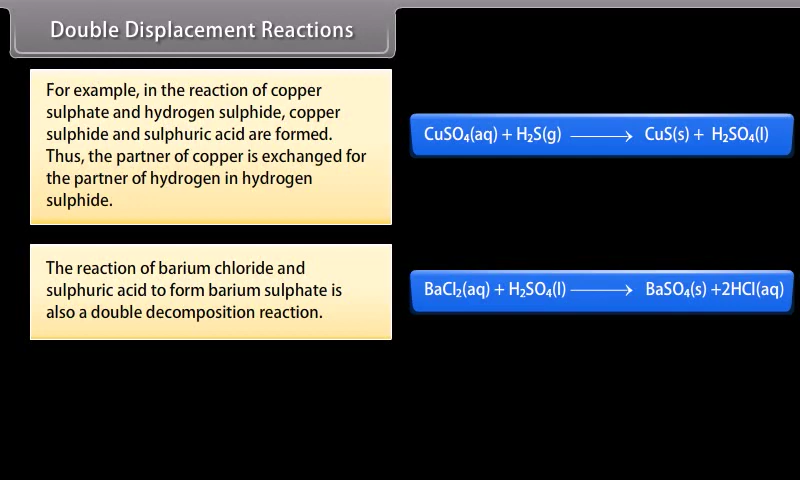 Double Displacement Reactions
For example, in the reaction of copper
sulphate and hydrogen sulphide, copper
sulphide and sulphuric acid are formed.
Thus, the partner of copper is exchanged for
the partner of hydrogen in hydrogen
sulphide.
CuSO₄(aq) + H₂S(g) ⟶ CuS(s) + H₂SO₄(l)
The reaction of barium chloride and
sulphuric acid to form barium sulphate is
also a double decomposition reaction.
BaCl₂(aq) + H₂SO₄(l) ⟶ BaSO₄(s) +2HCl(aq)